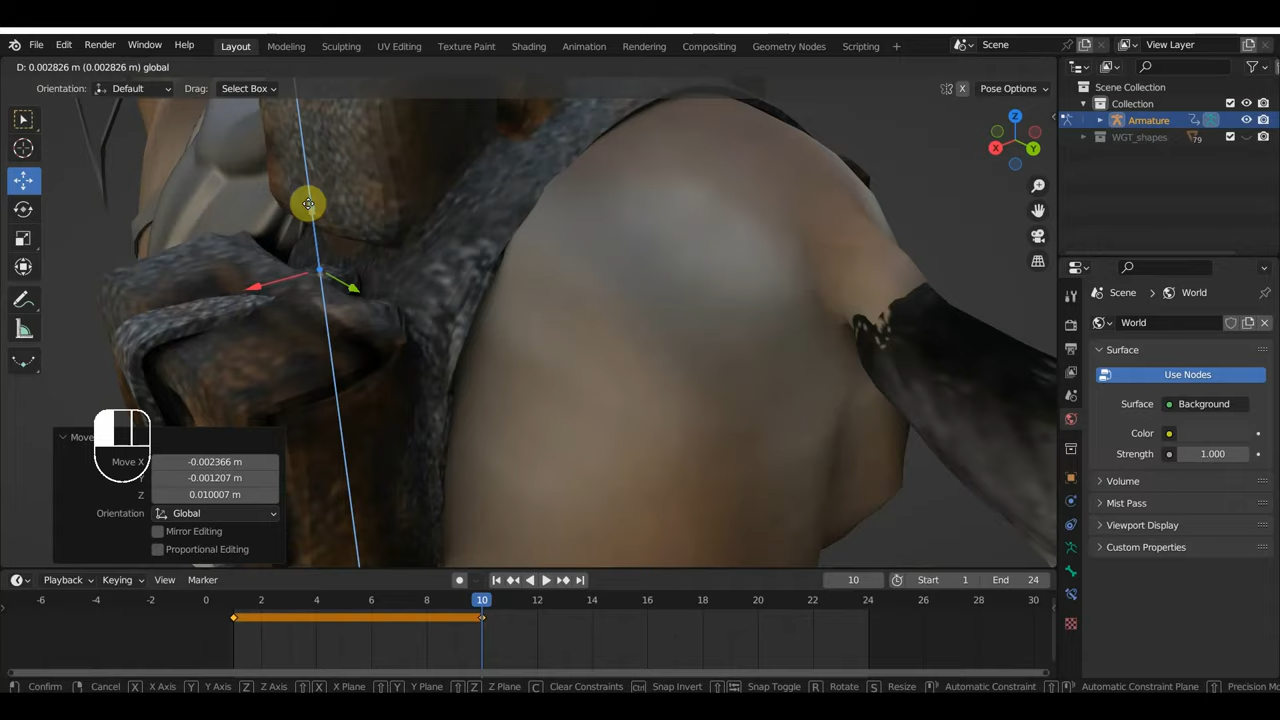 File Edit Render Window Help Layout Modeling Sculpting UV Editing Texture Paint Shading Animation Rendering Compositing Geometry Nodes Scripting + Scene View Layer
D: 0.002826 m (0.002826 m) global
Orientation: Default Drag: Select Box X Pose Options
Scene Collection
Collection
Armature
WGT_shapes 79
Z
X Y
Scene > World
World
Surface
Use Nodes
Surface Background
Color
Strength 1.000
Volume
Mist Pass
Viewport Display
Custom Properties
Move
Move X -0.002366 m
Y -0.001207 m
Z 0.010007 m
Orientation Global
Mirror Editing
Proportional Editing
Playback Keying View Marker 10 Start 1 End 24
-6 -4 -2 0 2 4 6 8 10 12 14 16 18 20 22 24 26 28 30
Confirm Cancel X X Axis Y Y Axis Z Z Axis X X Plane Y Y Plane Z Z Plane C Clear Constraints Ctrl Snap Invert Snap Toggle R Rotate S Resize Automatic Constraint Automatic Constraint Plane Precision Mo